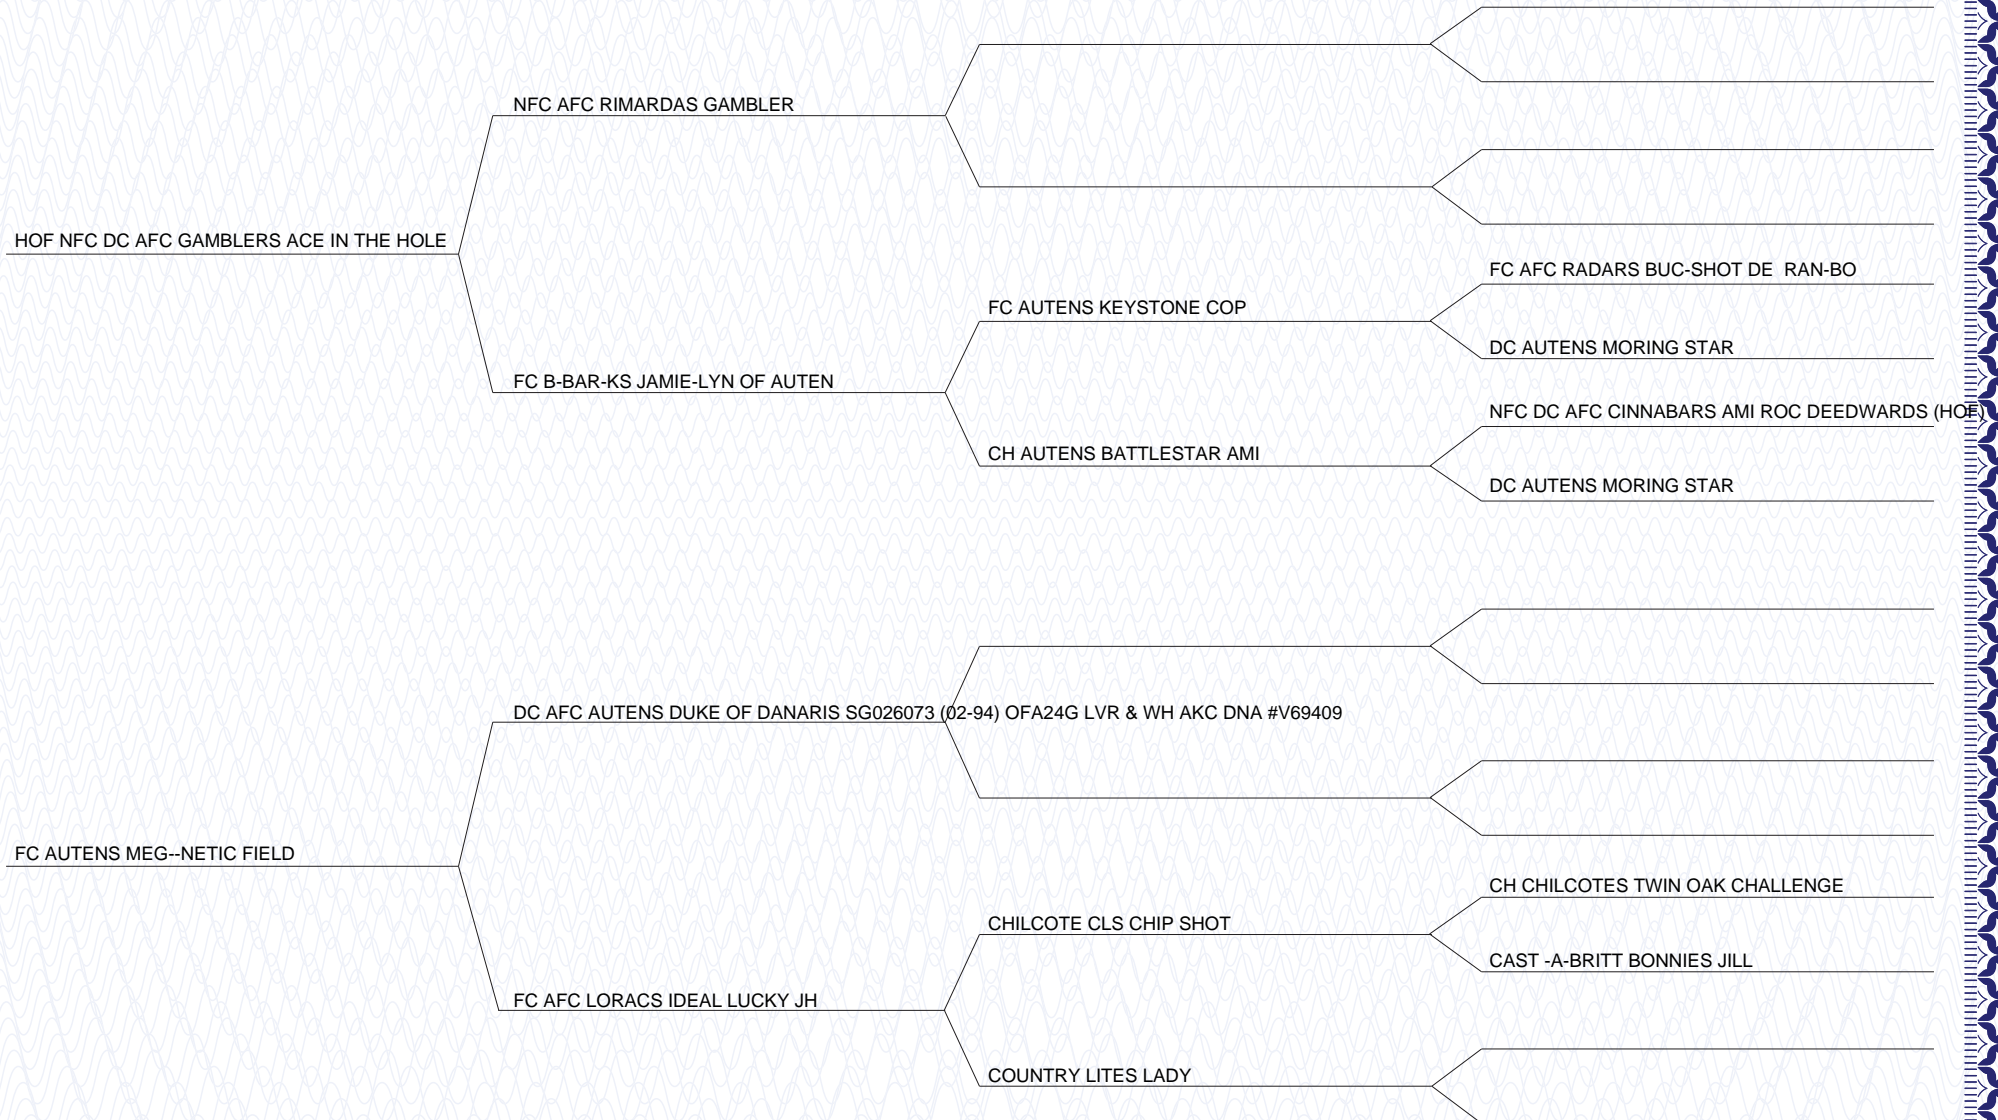 NFC AFC RIMARDAS GAMBLER
HOF NFC DC AFC GAMBLERS ACE IN THE HOLE
FC AFC RADARS BUC-SHOT DE  RAN-BO
FC AUTENS KEYSTONE COP
DC AUTENS MORING STAR
FC B-BAR-KS JAMIE-LYN OF AUTEN
NFC DC AFC CINNABARS AMI ROC DEEDWARDS (HOF)
CH AUTENS BATTLESTAR AMI
DC AUTENS MORING STAR
DC AFC AUTENS DUKE OF DANARIS SG026073 (02-94) OFA24G LVR & WH AKC DNA #V69409
FC AUTENS MEG--NETIC FIELD
CH CHILCOTES TWIN OAK CHALLENGE
CHILCOTE CLS CHIP SHOT
CAST -A-BRITT BONNIES JILL
FC AFC LORACS IDEAL LUCKY JH
COUNTRY LITES LADY